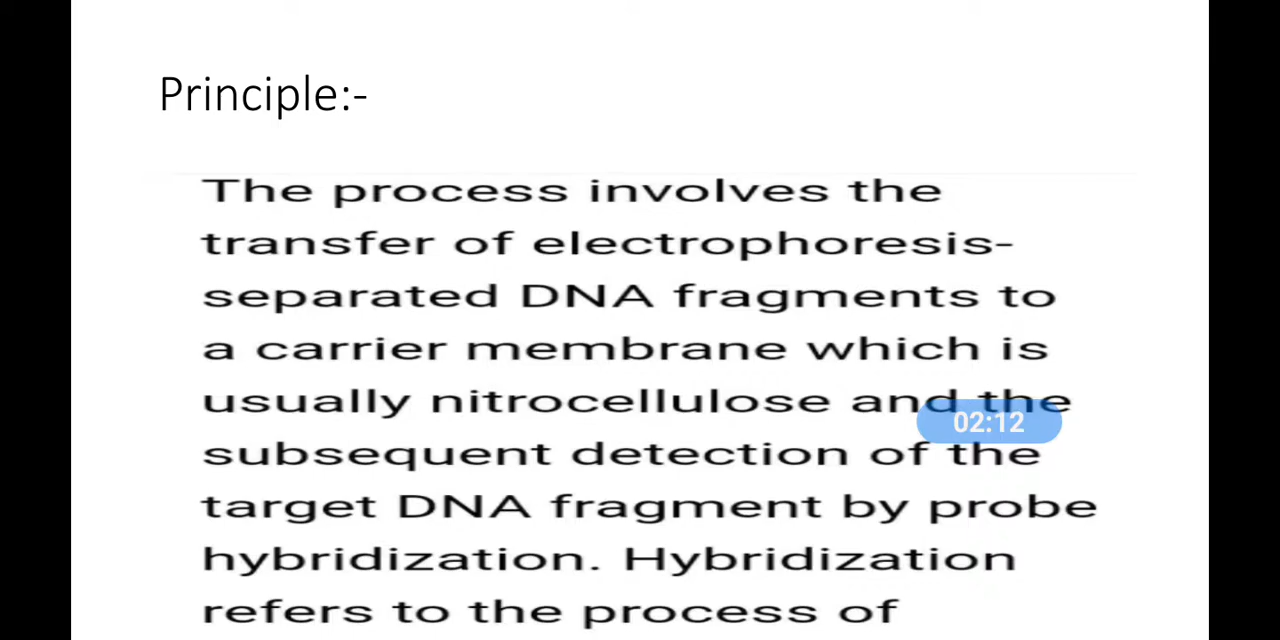 Principle:-
The process involves the
transfer of electrophoresis-
separated DNA fragments to
a carrier membrane which is
usually nitrocellulose and the
02:12
subsequent detection of the
target DNA fragment by probe
hybridization. Hybridization
refers to the process of